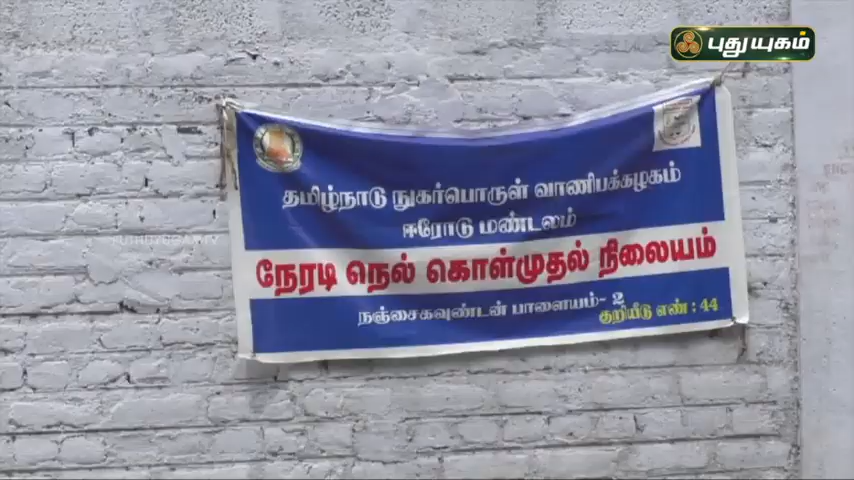 புதுயுகம்
தமிழ்நாடு நுகர்பொருள் வாணிபக்கழகம்
ஈரோடு மண்டலம்
நேரடி நெல் கொள்முதல் நிலையம்
நஞ்சைகவுண்டன் பாளையம்- 2
குறியீடு எண் : 44